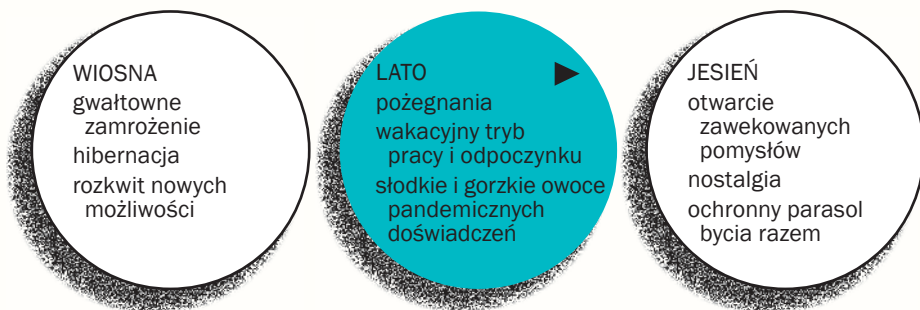 WIOSNA
gwałtowne
zamrożenie
hibernacja
rozkwit nowych
możliwości
LATO
pożegnania
wakacyjny tryb
pracy i odpoczynku
słodkie i gorzkie owoce
pandemicznych
doświadczeń
JESIEŃ
otwarcie
zawekowanych
pomysłów
nostalgia
ochronny parasol
bycia razem